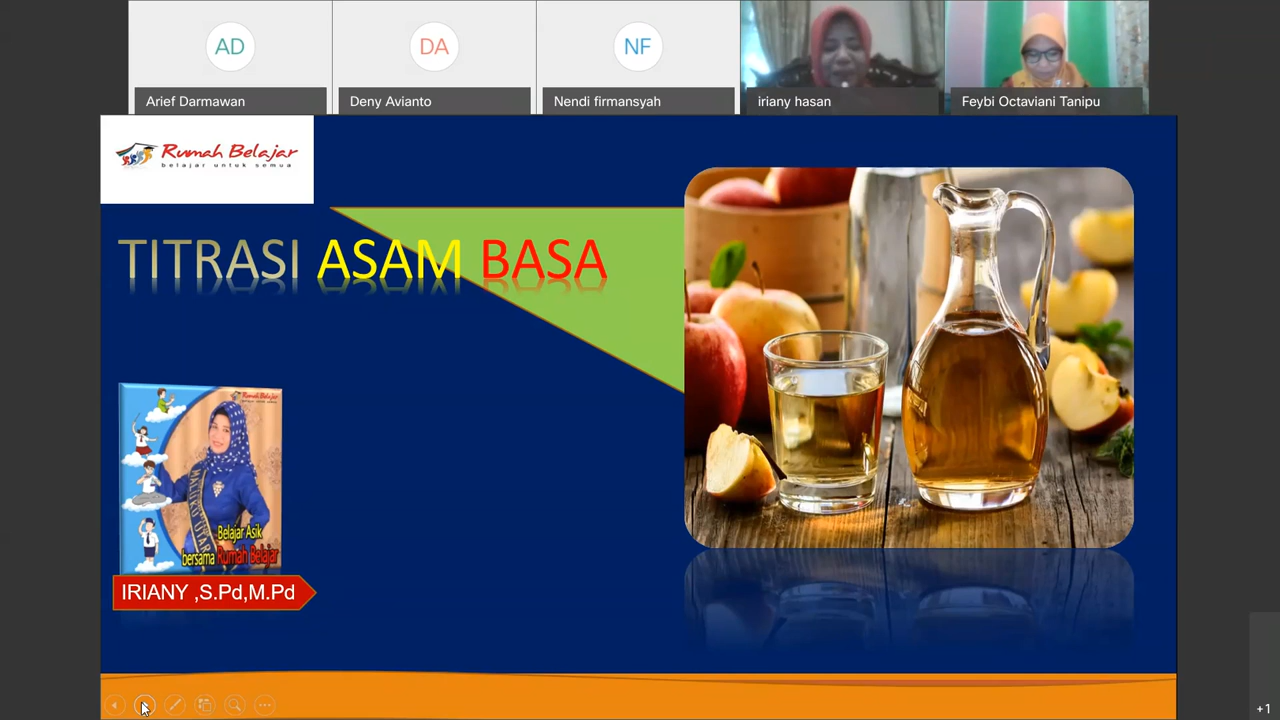 AD
DA
NF
Arief Darmawan
Deny Avianto
Nendi firmansyah
iriany hasan
Feybi Octaviani Tanipu
Rumah Belajar
belajar untuk semua
TITRASI ASAM BASA
Rumah Belajar
Belajar Asik
bersama Rumah Belajar
IRIANY ,S.Pd,M.Pd
+1